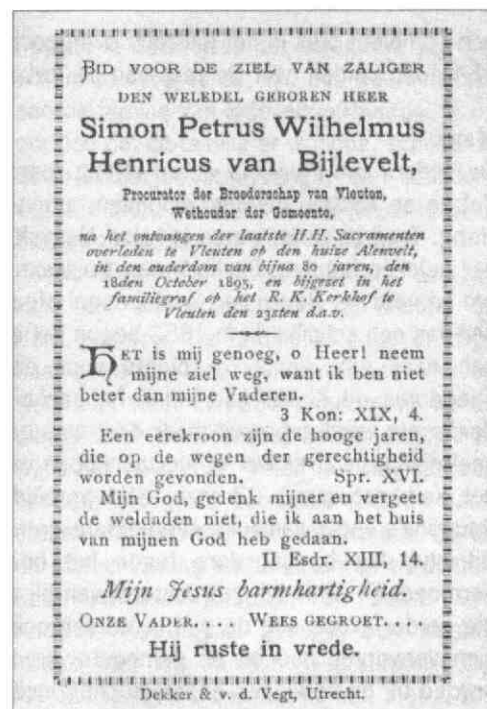 BID VOOR DE ZIEL VAN ZALIGER
DEN WELEDEL GEBOREN HEER
Simon Petrus Wilhelmus
Henricus van Bijlevelt,
Procurator der Broederschap van Vleuten,
Wethouder der Gemeente,
na het ontvangen der laatste H.H. Sacramenten
overleden te Vleuten op den huize Alenvelt,
in den ouderdom van bijna 80 jaren, den
18den October 1895, en bijgezet in het
familiegraf op het R. K. Kerkhof te
Vleuten den 23sten d.a.v.
HET is mij genoeg, o Heer! neem
mijne ziel weg, want ik ben niet
beter dan mijne Vaderen.
3 Kon: XIX, 4.
Een eerekroon zijn de hooge jaren,
die op de wegen der gerechtigheid
worden gevonden. Spr. XVI.
Mijn God, gedenk mijner en vergeet
de weldaden niet, die ik aan het huis
van mijnen God heb gedaan.
II Esdr. XIII, 14.
Mijn Jesus barmhartigheid.
ONZE VADER.... WEES GEGROET....
Hij ruste in vrede.
Dekker & v. d. Vegt, Utrecht.